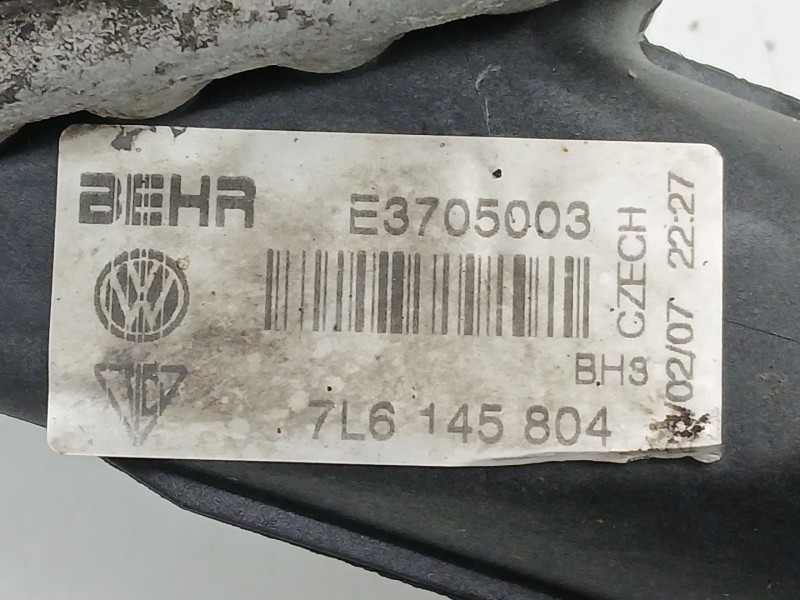 BEHR
E3705003
BH3
7L6 145 804
CZECH
/02/07 22:27